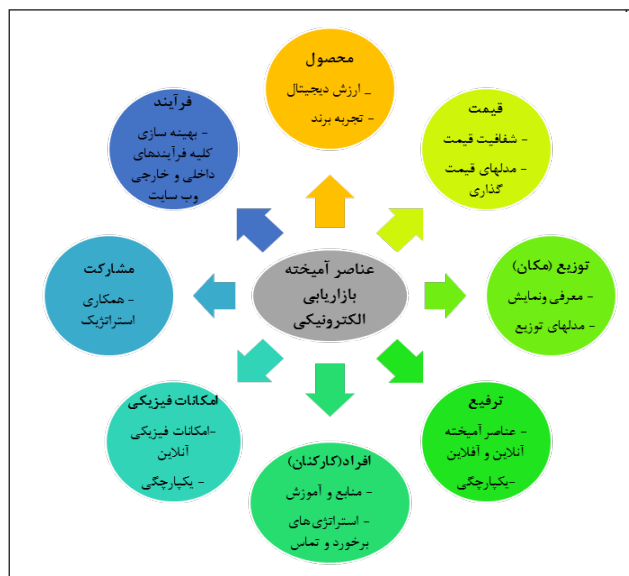 محصول
_ ارزش دیجیتال
- تجربه برند
قیمت
- شفافیت قیمت
- مدلهای قیمت
گذاری
توزیع (مکان)
- معرفی ونمایش
- مدلهای توزیع
ترفیع
- عناصر آمیخته
آنلاین و آفلاین
-یکپارچگی
افراد(کارکنان)
- منابع و آموزش
- استراتژی‌های
برخورد و تماس
امکانات فیزیکی
-امکانات فیزیکی
آنلاین
- یکپارچگی
مشارکت
- همکاری
استراتژیک
فرآیند
- بهینه سازی
کلیه فرآیندهای
داخلی و خارجی
وب سایت
عناصر آمیخته
بازاریابی
الکترونیکی